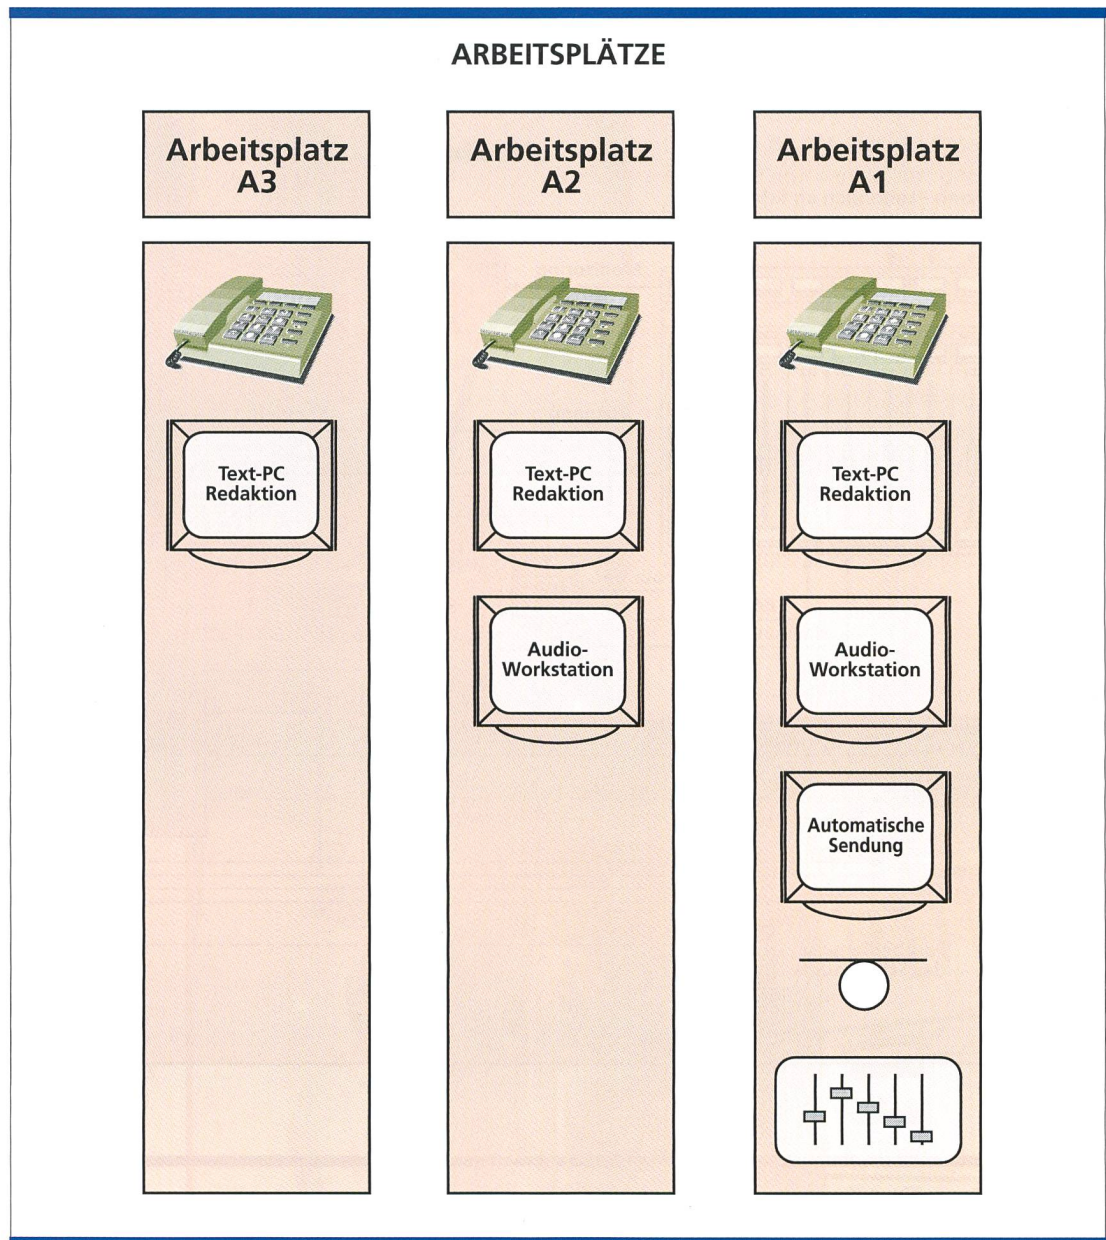 ARBEITSPLÄTZE
Arbeitsplatz
A3
Arbeitsplatz
A2
Arbeitsplatz
A1
Text-PC
Redaktion
Text-PC
Redaktion
Text-PC
Redaktion
Audio-
Workstation
Audio-
Workstation
Automatische
Sendung